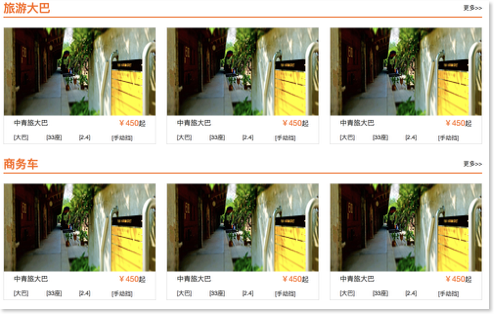 旅游大巴 更多>>
中青旅大巴 ￥450起 中青旅大巴 ￥450起 中青旅大巴 ￥450起
[大巴] [33座] [2.4] [手动挡] [大巴] [33座] [2.4] [手动挡] [大巴] [33座] [2.4] [手动挡]
商务车 更多>>
中青旅大巴 ￥450起 中青旅大巴 ￥450起 中青旅大巴 ￥450起
[大巴] [33座] [2.4] [手动挡] [大巴] [33座] [2.4] [手动挡] [大巴] [33座] [2.4] [手动挡]